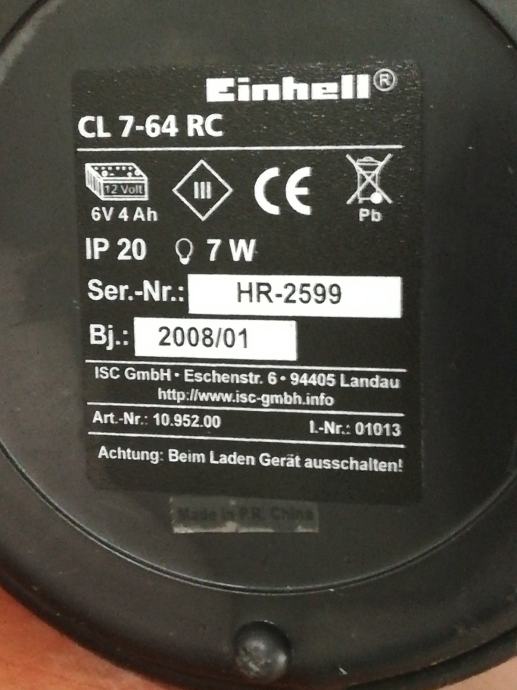 Einhell®
CL 7-64 RC
12 Volt
6V 4 Ah
III
CE
Pb
IP 20 7 W
Ser.-Nr.: HR-2599
Bj.: 2008/01
ISC GmbH • Eschenstr. 6 • 94405 Landau
http://www.isc-gmbh.info
Art.-Nr.: 10.952.00 I.-Nr.: 01013
Achtung: Beim Laden Gerät ausschalten!
Made in P.R. China